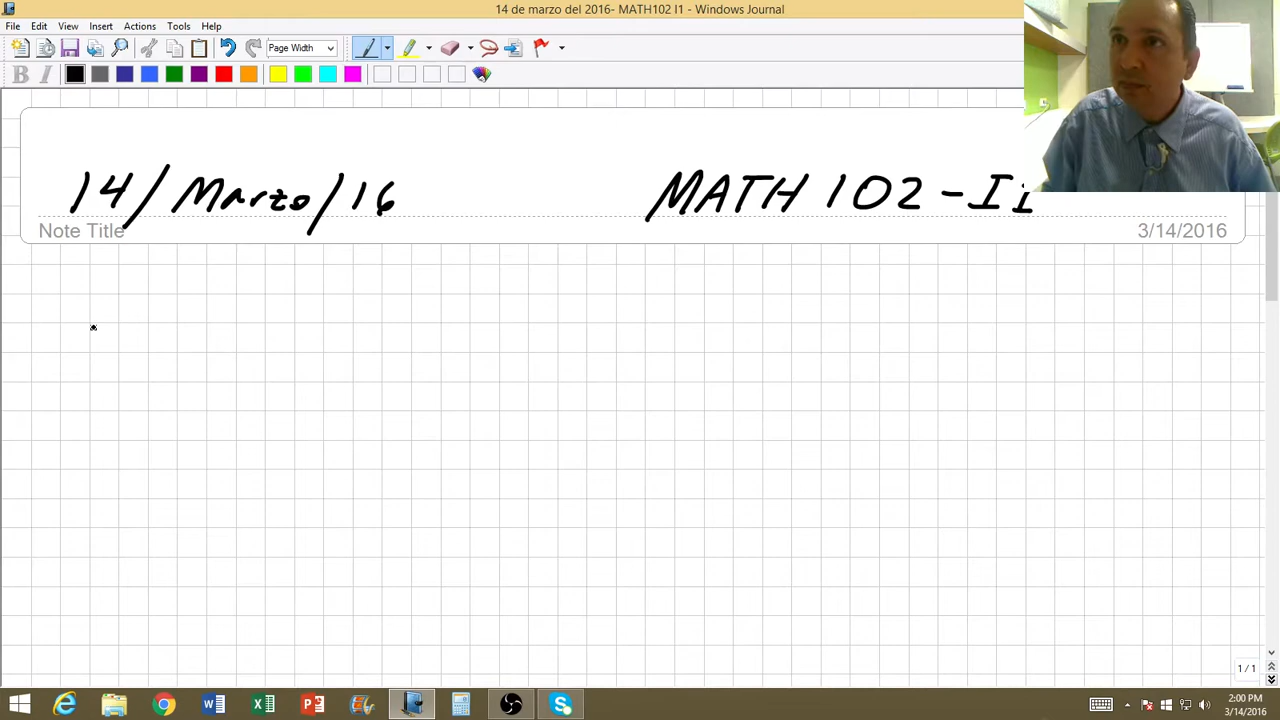 14 de marzo del 2016- MATH102 I1 - Windows Journal
File Edit View Insert Actions Tools Help
Page Width
B I
14/Marzo/16 MATH 102-I1
Note Title 3/14/2016
1 / 1
2:00 PM
3/14/2016